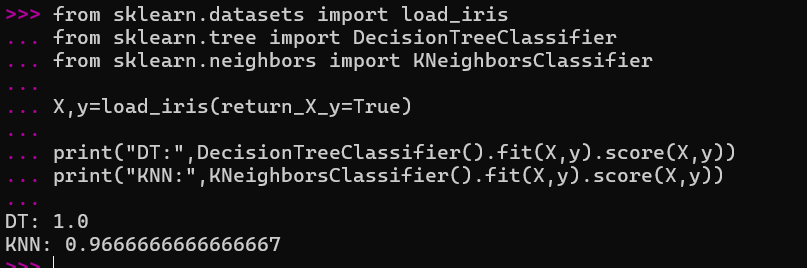 >>> from sklearn.datasets import load_iris
... from sklearn.tree import DecisionTreeClassifier
... from sklearn.neighbors import KNeighborsClassifier
...
... X,y=load_iris(return_X_y=True)
...
... print("DT:",DecisionTreeClassifier().fit(X,y).score(X,y))
... print("KNN:",KNeighborsClassifier().fit(X,y).score(X,y))
...
DT: 1.0
KNN: 0.9666666666666667
>>>